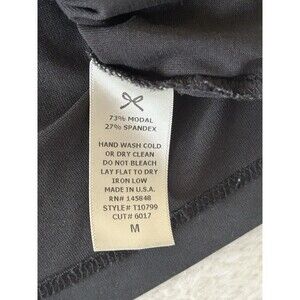 73% MODAL
27% SPANDEX
HAND WASH COLD
OR DRY CLEAN
DO NOT BLEACH
LAY FLAT TO DRY
IRON LOW
MADE IN U.S.A.
RN# 145848
STYLE# T10799
CUT# 6017
M